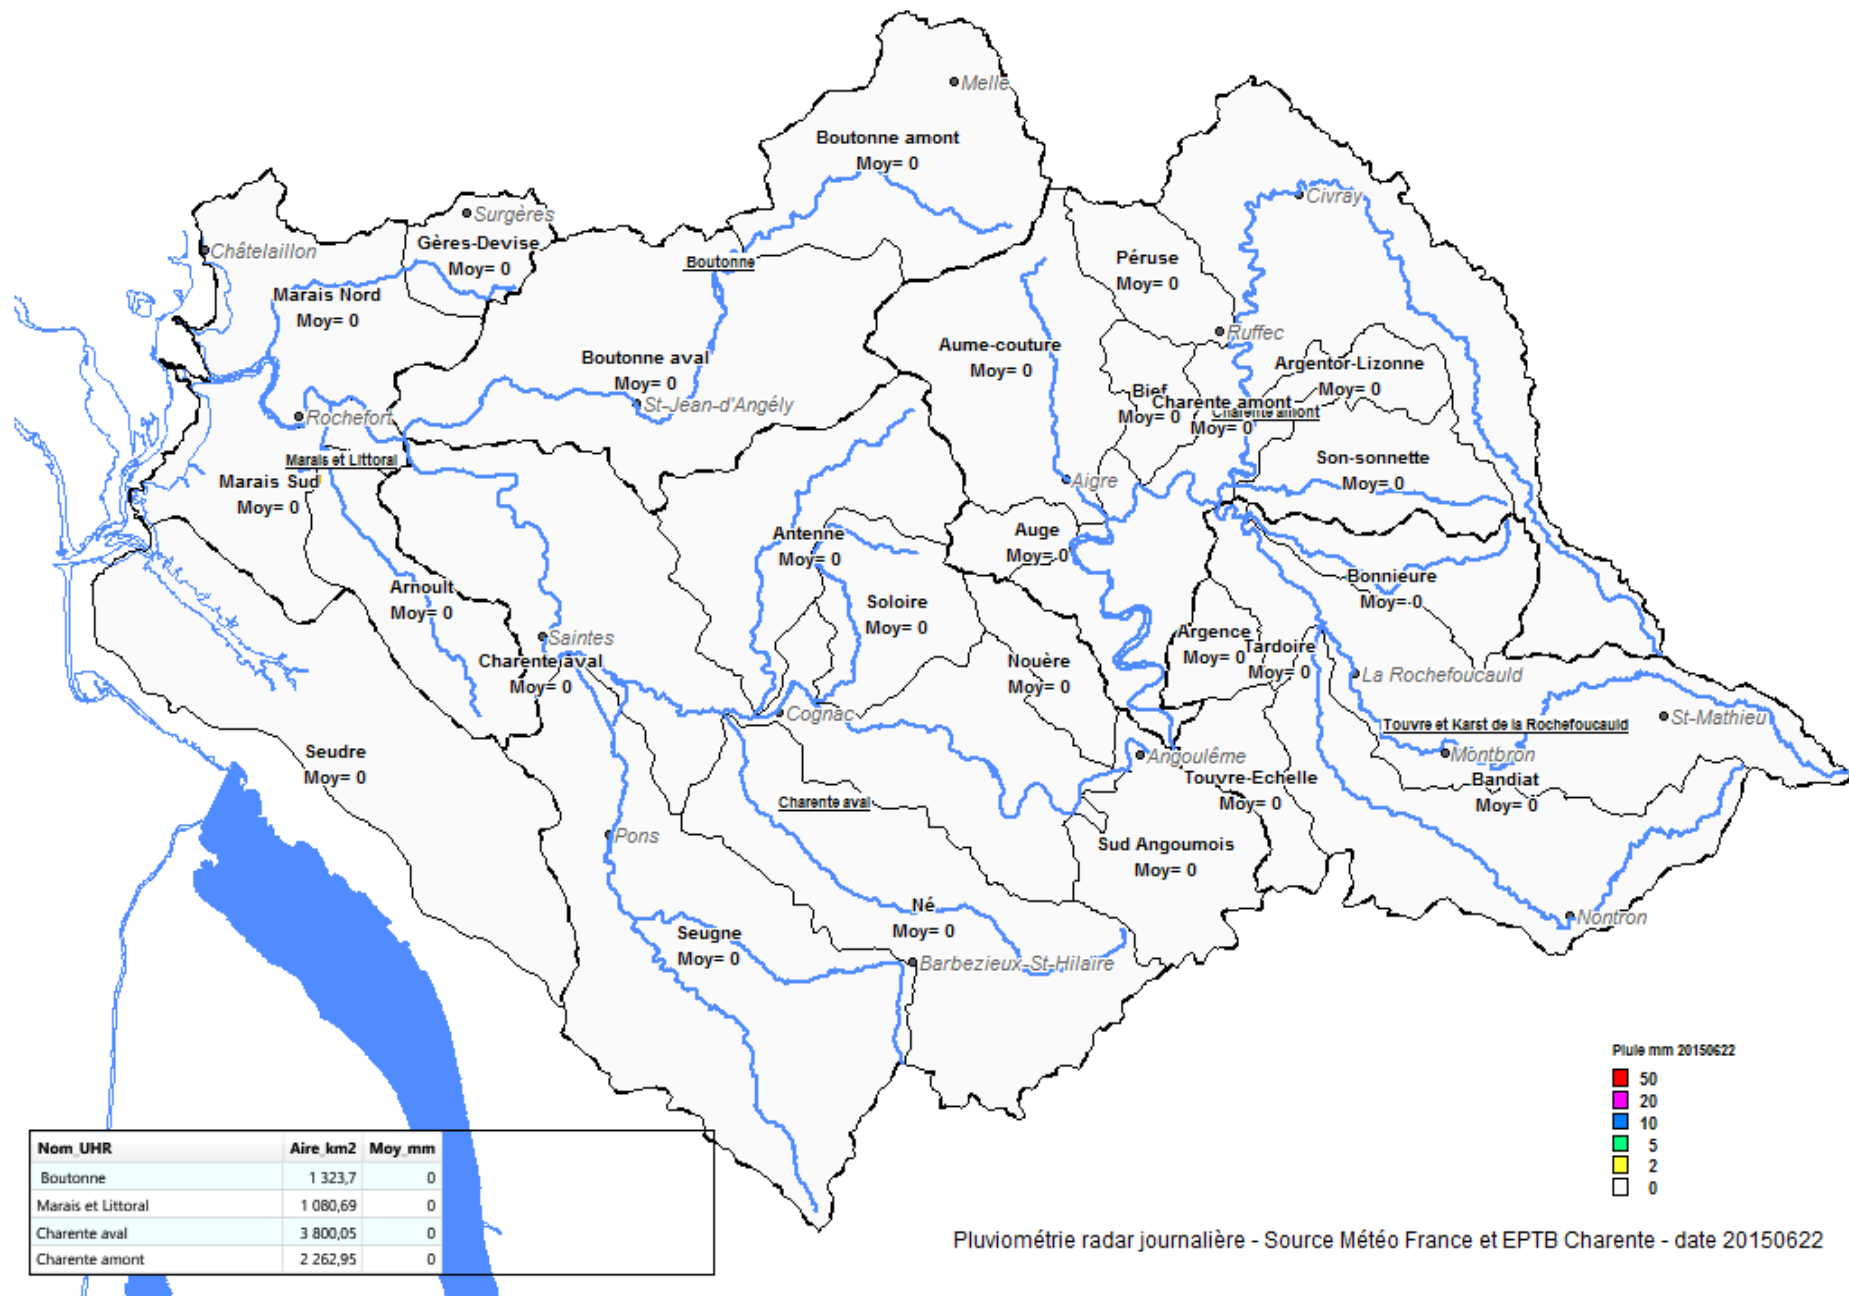 Melle
Boutonne amont
Moy= 0
Civray
Surgères
Châtelaillon
Gères-Devise
Moy= 0
Boutonne
Péruse
Moy= 0
Marais Nord
Moy= 0
Ruffec
Aume-couture
Moy= 0
Boutonne aval
Moy= 0
Argentor-Lizonne
Moy= 0
Bief
Moy= 0
Charente amont
Moy= 0
Charente amont
St-Jean-d'Angély
Rochefort
Marais et Littoral
Marais Sud
Moy= 0
Son-sonnette
Moy= 0
Aigre
Antenne
Moy= 0
Auge
Moy= 0
Bonnieure
Moy= 0
Arnoult
Moy= 0
Soloire
Moy= 0
Saintes
Argence
Moy= 0
Tardoire
Moy= 0
Charente aval
Moy= 0
Nouère
Moy= 0
La Rochefoucauld
Cognac
Touvre et Karst de la Rochefoucauld
St-Mathieu
Seudre
Moy= 0
Angoulême
Montbron
Touvre-Echelle
Moy= 0
Bandiat
Moy= 0
Charente aval
Pons
Sud Angoumois
Moy= 0
Né
Moy= 0
Nontron
Seugne
Moy= 0
Barbezieux-St-Hilaire
Pluie mm 20150622
50
20
10
5
2
0
Nom_UHR Aire_km2 Moy_mm
Boutonne 1 323,7 0
Marais et Littoral 1 080,69 0
Charente aval 3 800,05 0
Charente amont 2 262,95 0
Pluviométrie radar journalière - Source Météo France et EPTB Charente - date 20150622